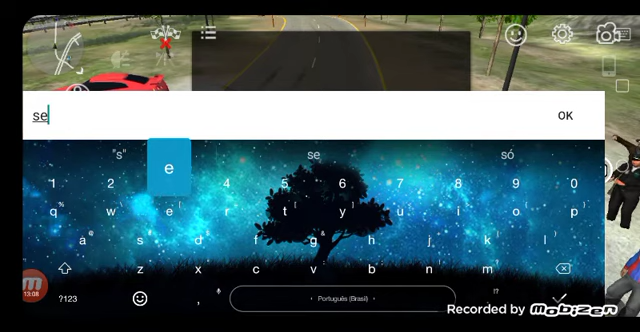 se
OK
"s" se só
1 2 4 5 6 7 8 9 0
e
q% w\ e[ r t[ y] u i o p}
a@ s d f g& h j k( l)
z x c v b n m
13:08
?123 , • Português (Brasil) • !?
Recorded by Mobizen